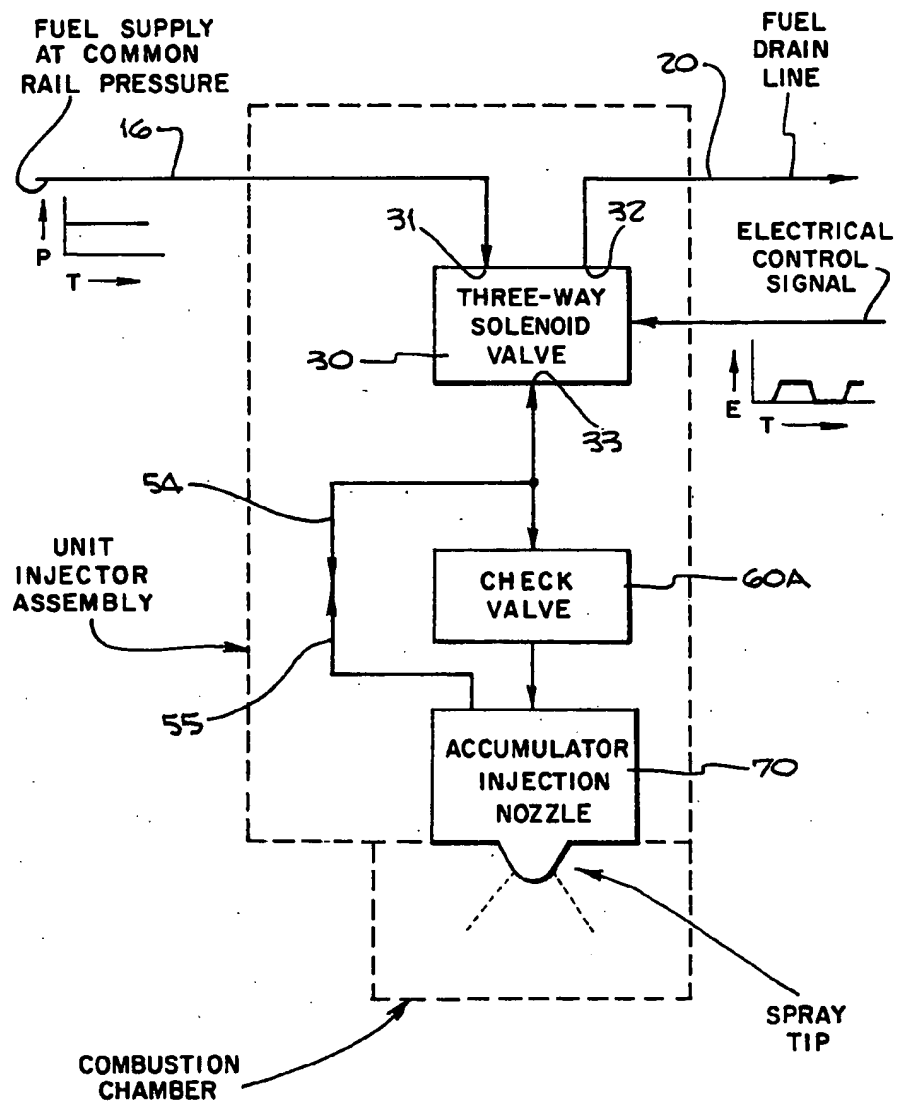 FUEL SUPPLY
AT COMMON
RAIL PRESSURE
16
FUEL
DRAIN
LINE
20
P
T
31
32
ELECTRICAL
CONTROL
SIGNAL
THREE-WAY
SOLENOID
VALVE
30
33
E
T
54
UNIT
INJECTOR
ASSEMBLY
CHECK
VALVE
60A
55
ACCUMULATOR
INJECTION
NOZZLE
70
SPRAY
TIP
COMBUSTION
CHAMBER